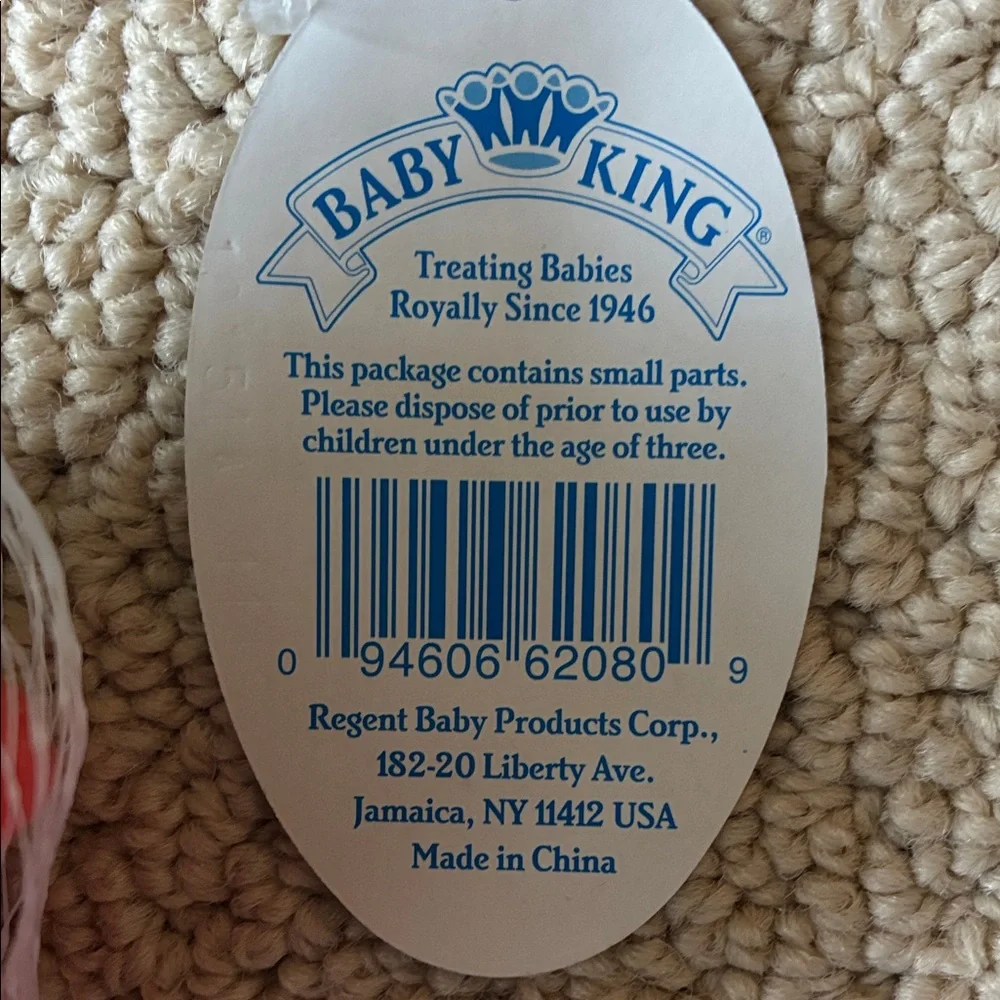 BABY KING®
Treating Babies
Royally Since 1946
This package contains small parts.
Please dispose of prior to use by
children under the age of three.
0 94606 62080 9
Regent Baby Products Corp.,
182-20 Liberty Ave.
Jamaica, NY 11412 USA
Made in China